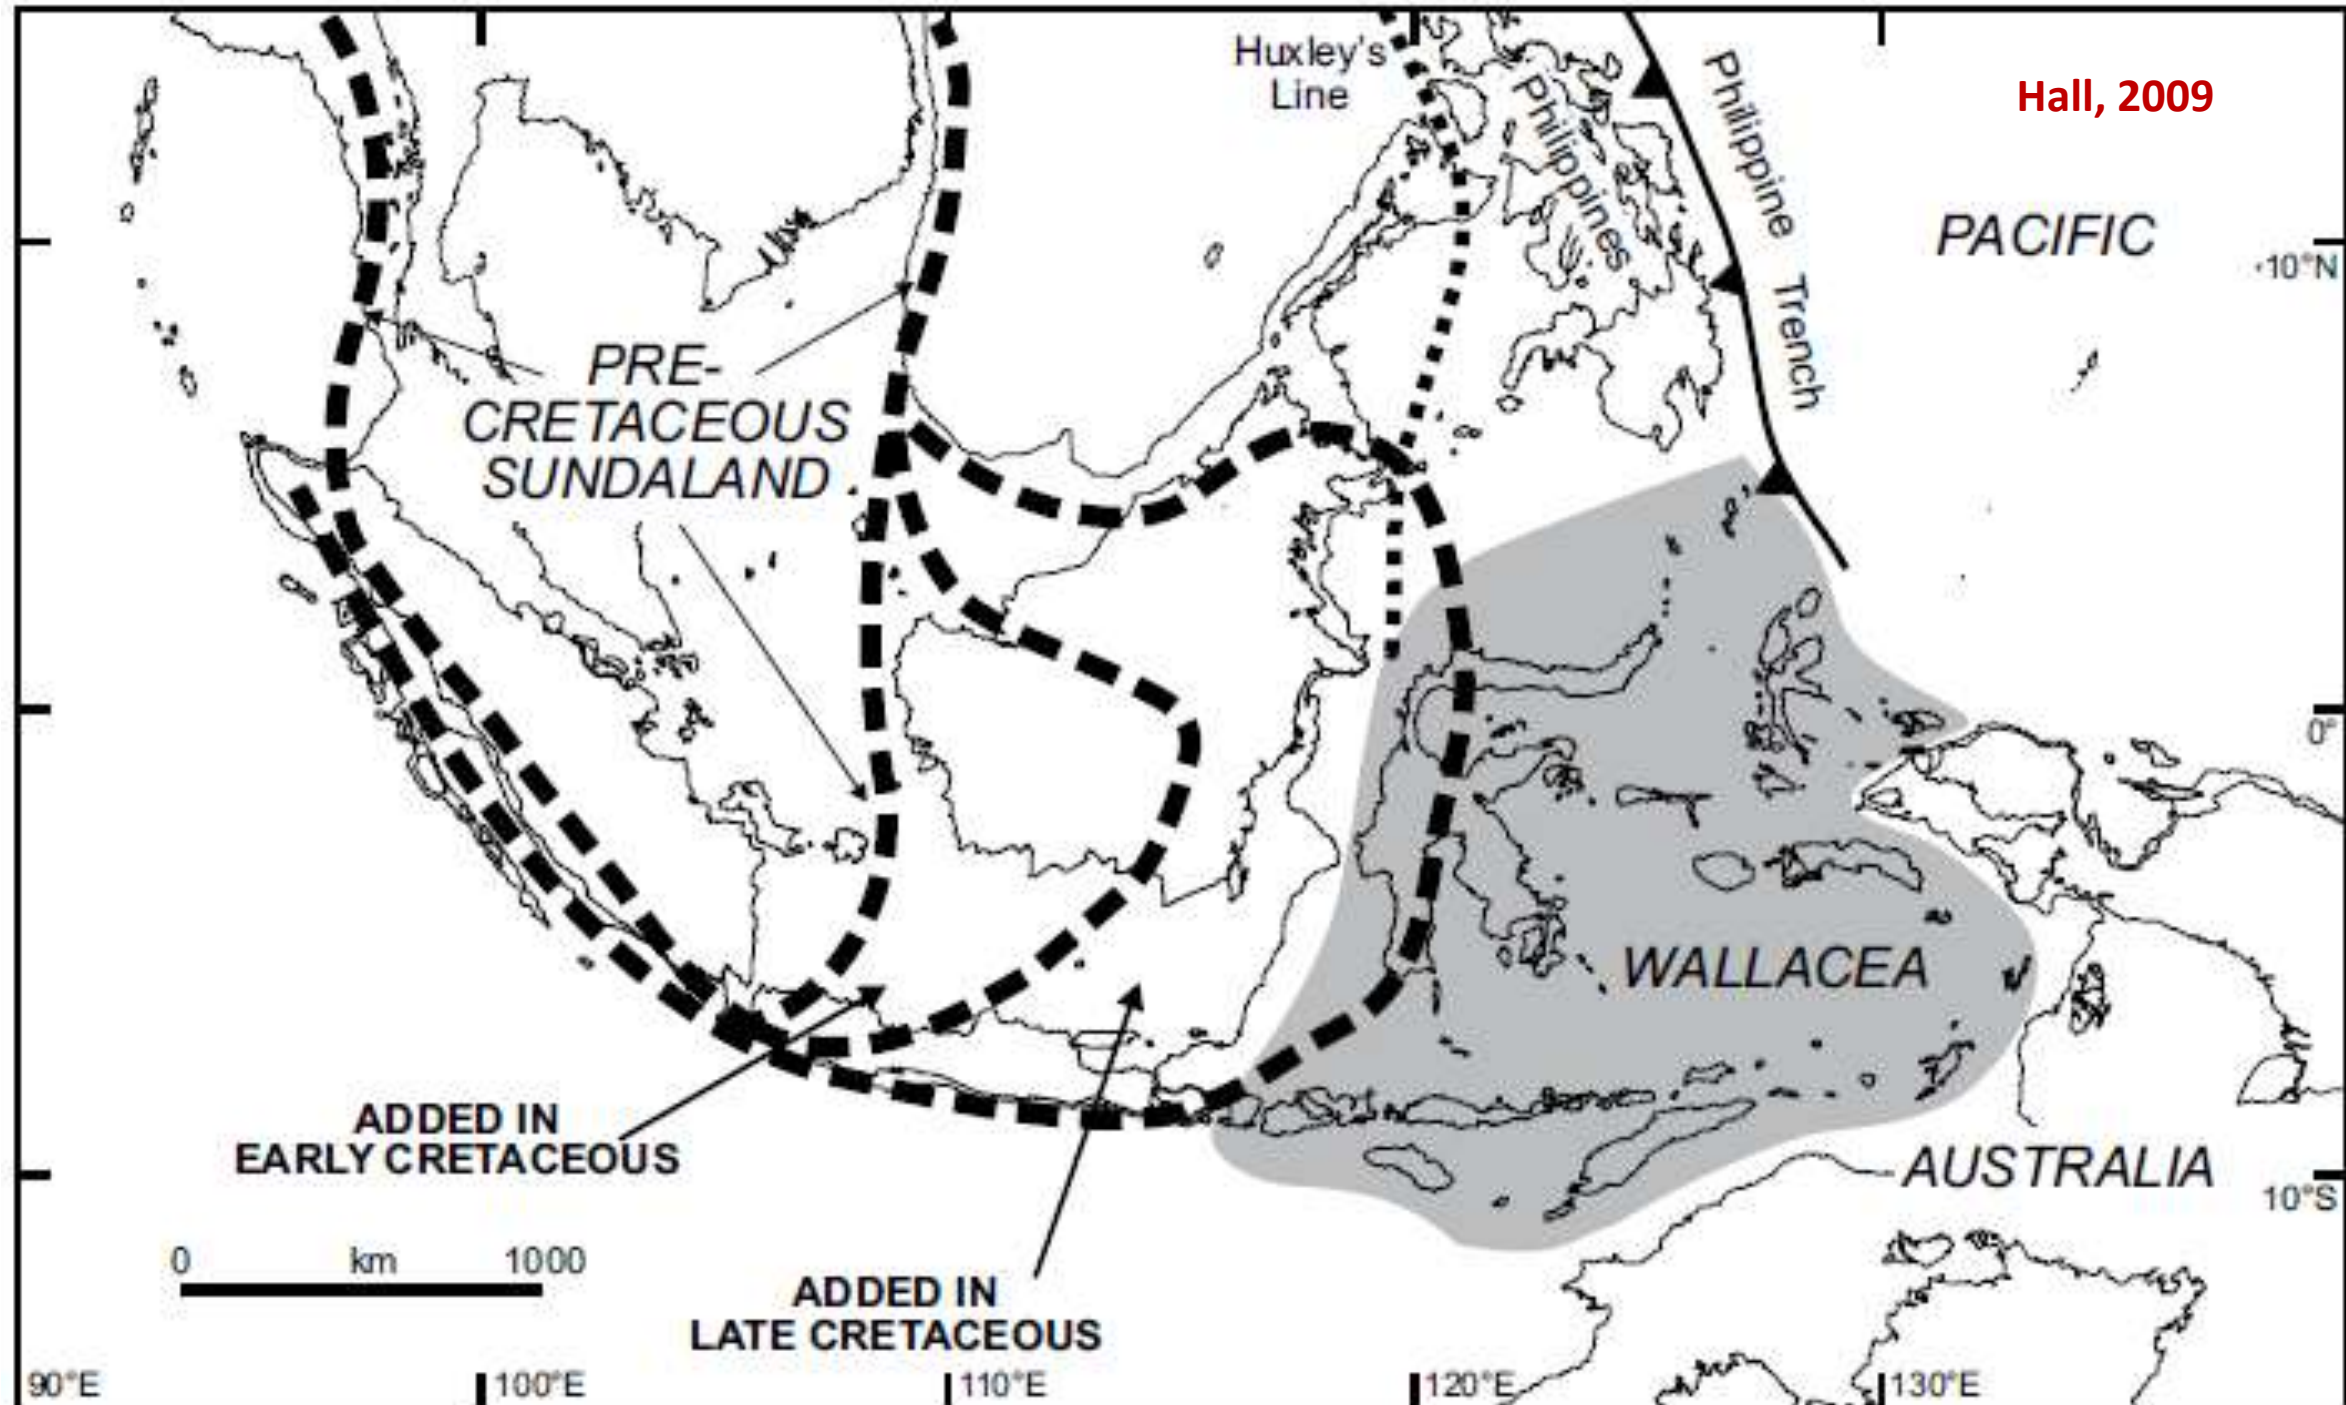 Huxley's
Line
Philippines
Philippine Trench
Hall, 2009
PACIFIC
10°N
PRE-
CRETACEOUS
SUNDALAND
0°
WALLACEA
ADDED IN
EARLY CRETACEOUS
AUSTRALIA
10°S
0 km 1000
ADDED IN
LATE CRETACEOUS
90°E 100°E 110°E 120°E 130°E